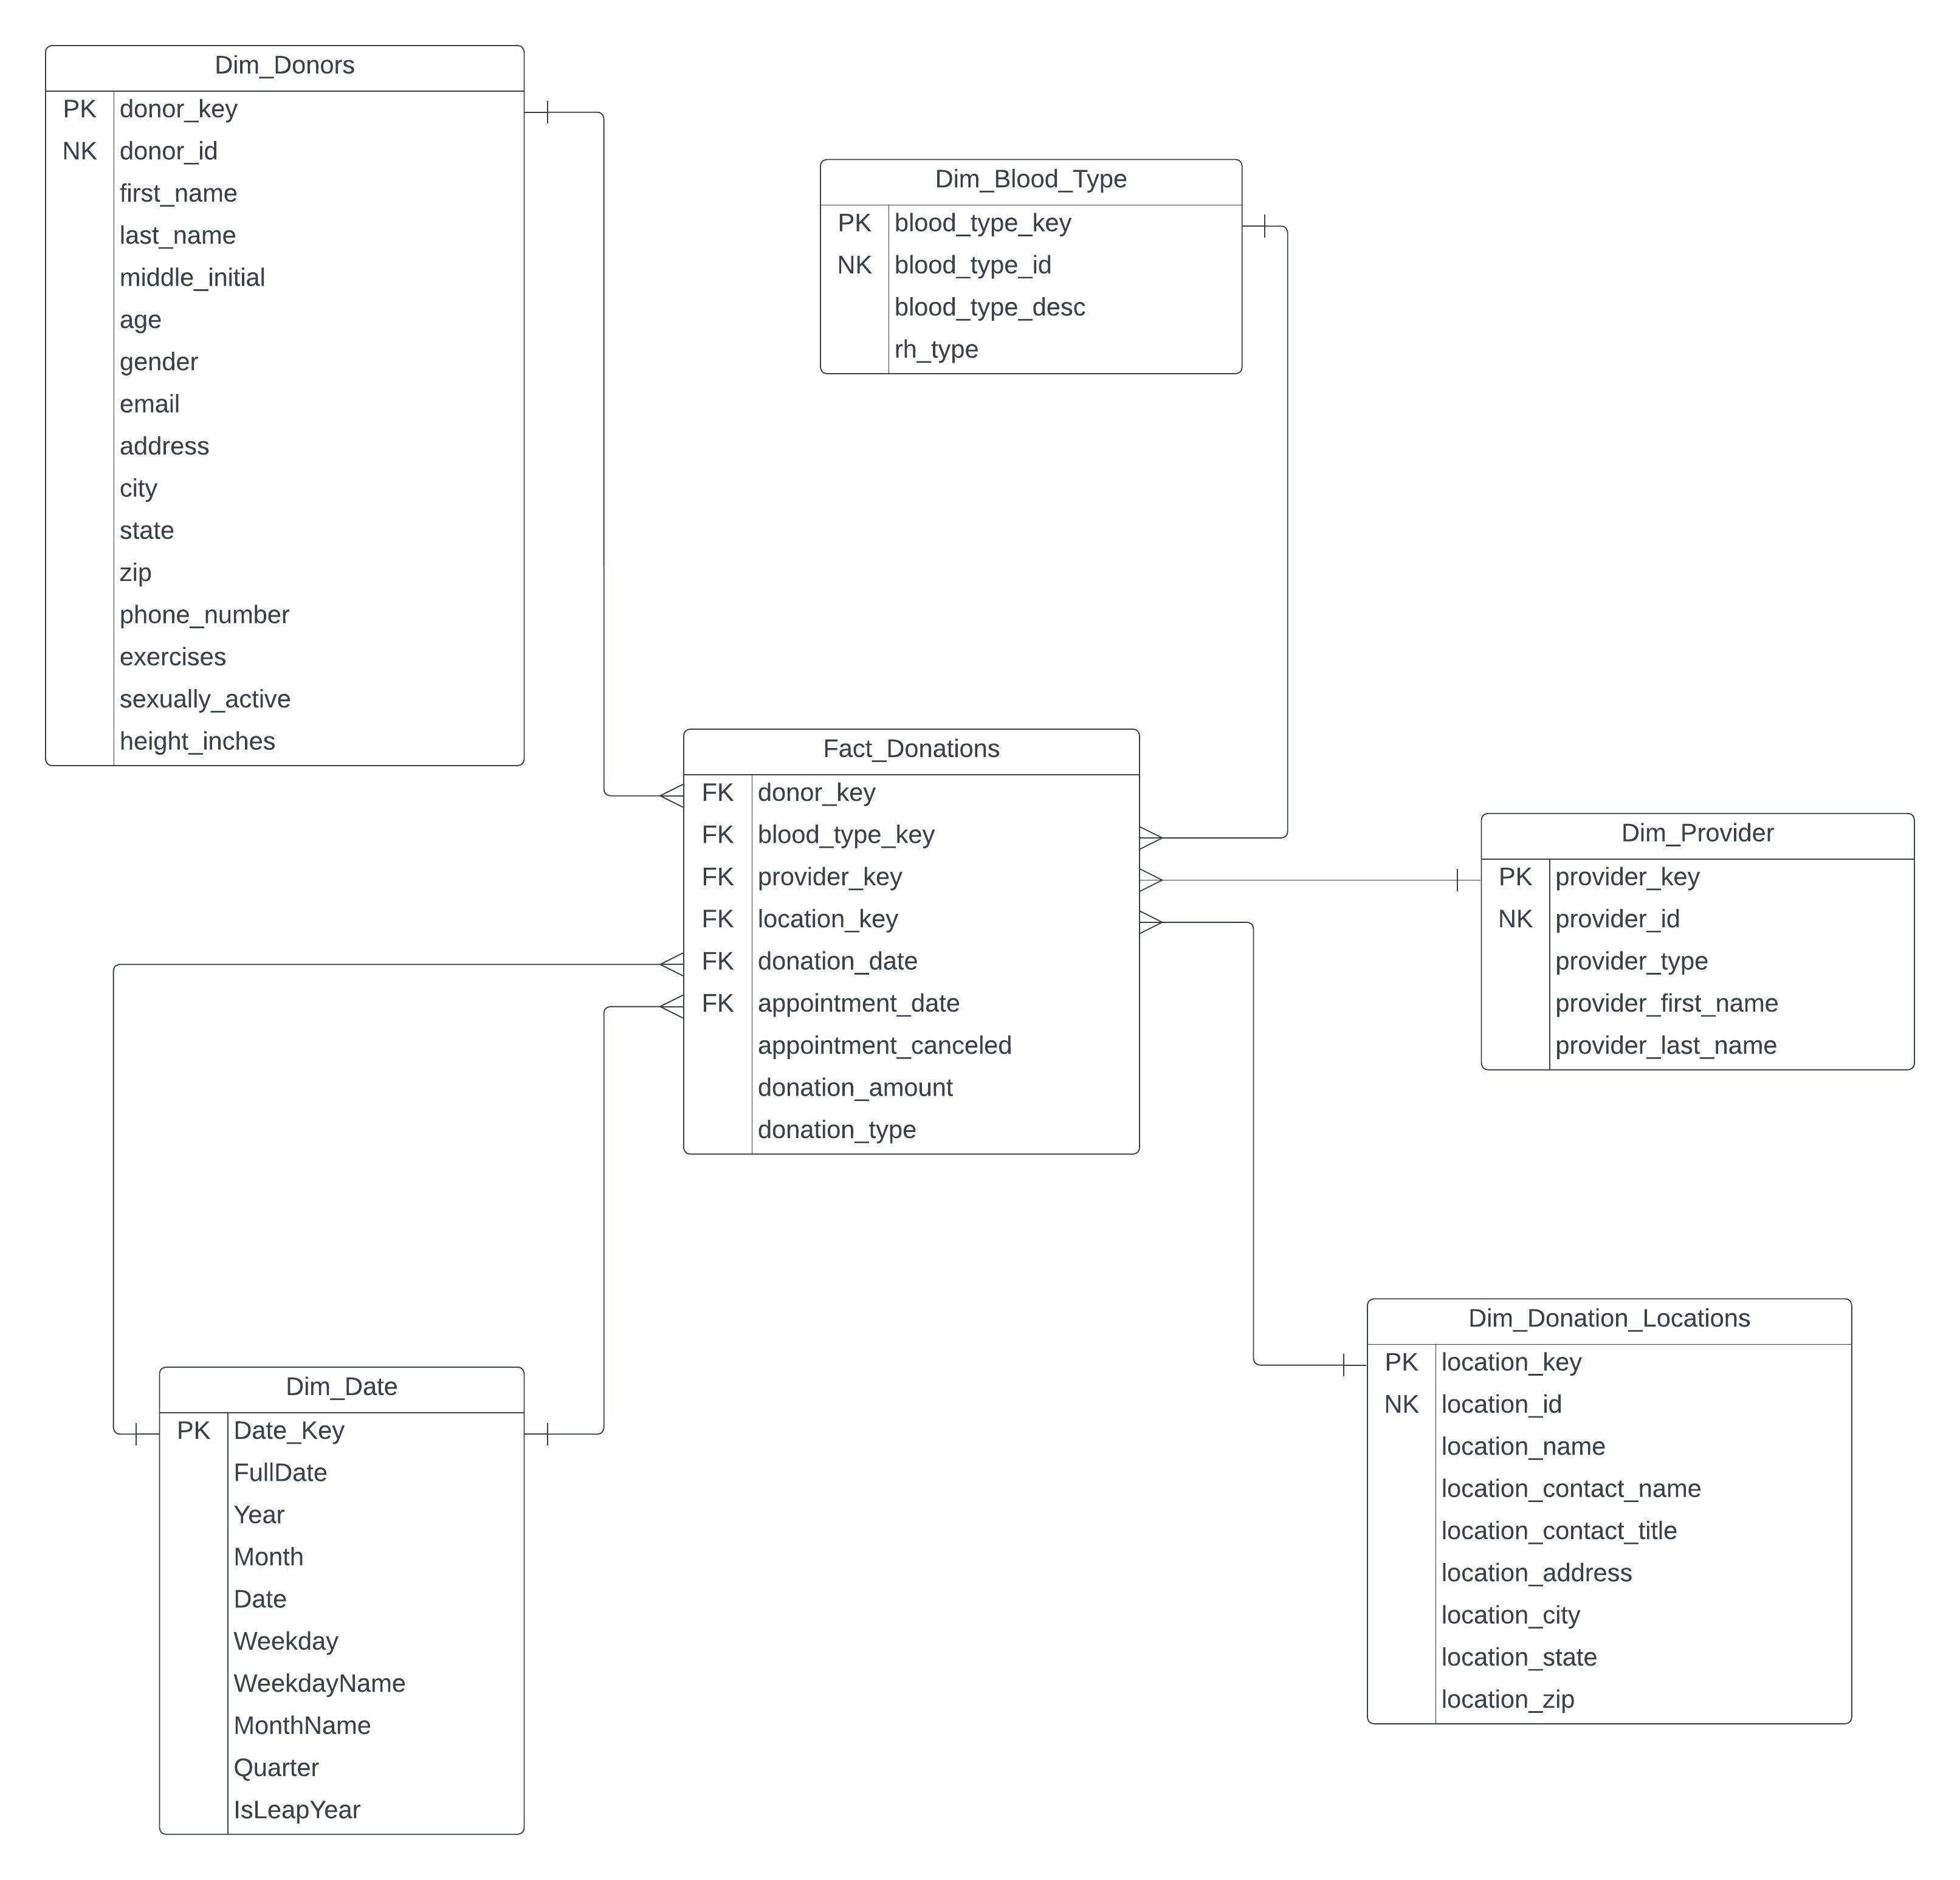 Dim_Donors
PK donor_key
NK donor_id
first_name
last_name
middle_initial
age
gender
email
address
city
state
zip
phone_number
exercises
sexually_active
height_inches
Dim_Blood_Type
PK blood_type_key
NK blood_type_id
blood_type_desc
rh_type
Fact_Donations
FK donor_key
FK blood_type_key
FK provider_key
FK location_key
FK donation_date
FK appointment_date
appointment_canceled
donation_amount
donation_type
Dim_Provider
PK provider_key
NK provider_id
provider_type
provider_first_name
provider_last_name
Dim_Date
PK Date_Key
FullDate
Year
Month
Date
Weekday
WeekdayName
MonthName
Quarter
IsLeapYear
Dim_Donation_Locations
PK location_key
NK location_id
location_name
location_contact_name
location_contact_title
location_address
location_city
location_state
location_zip